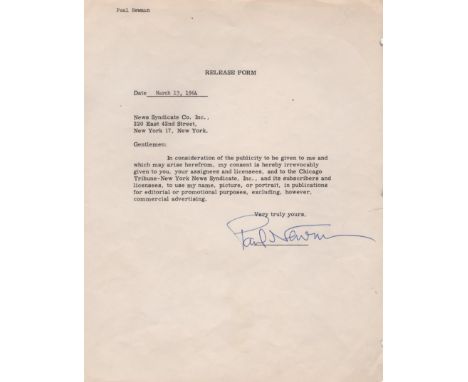 Paul Newman
RELEASE FORM
Date March 13, 1964
News Syndicate Co. Inc.,
220 East 42nd Street,
New York 17, New York.
Gentlemen:
In consideration of the publicity to be given to me and
which may arise herefrom, my consent is hereby irrevocably
given to you, your assignees and licensees, and to the Chicago
Tribune-New York News Syndicate, Inc., and its subscribers and
licensees, to use my name, picture, or portrait, in publications
for editorial or promotional purposes, excluding, however,
commercial advertising.
Very truly yours,
Paul Newman